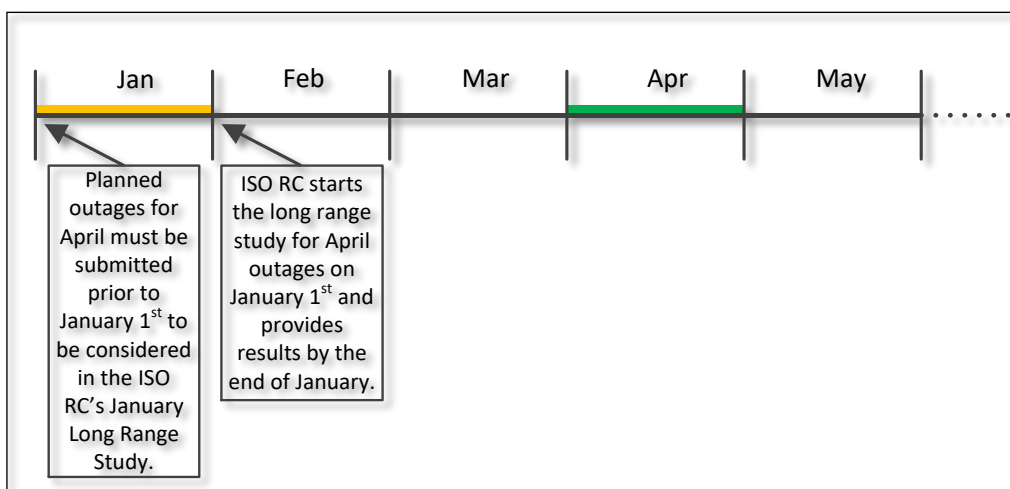 Jan
Feb
Mar
Apr
May
Planned
outages for
April must be
submitted
prior to
January 1st to
be considered
in the ISO
RC’s January
Long Range
Study.
ISO RC starts
the long range
study for April
outages on
January 1st and
provides
results by the
end of January.